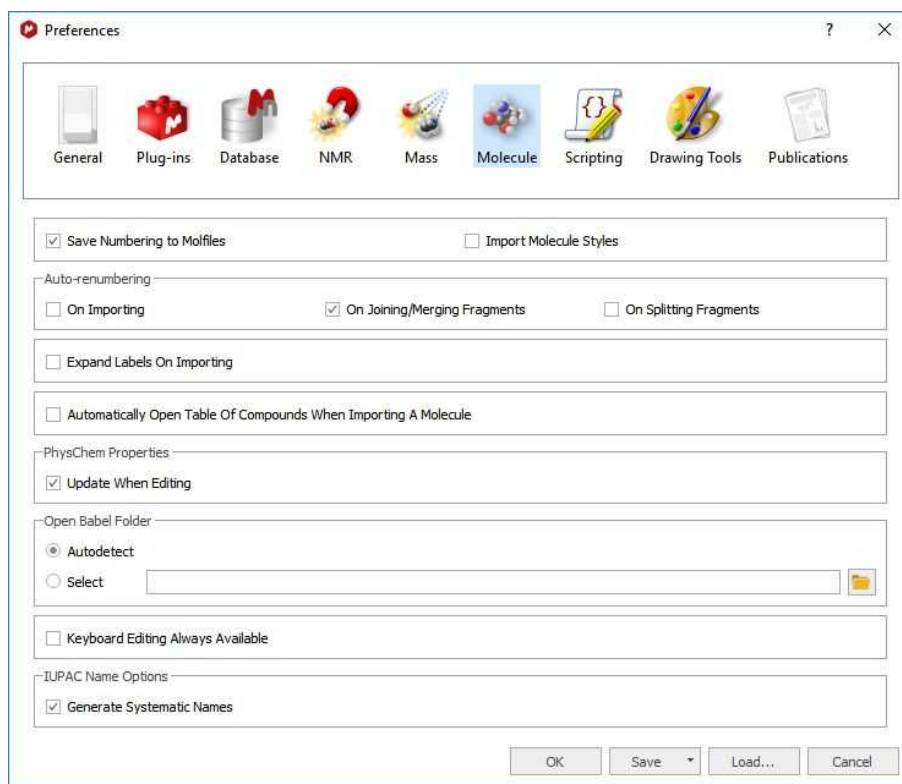 Preferences
?
General Plug-ins Database NMR Mass Molecule Scripting Drawing Tools Publications
Save Numbering to Molfiles Import Molecule Styles
Auto-renumbering
On Importing On Joining/Merging Fragments On Splitting Fragments
Expand Labels On Importing
Automatically Open Table Of Compounds When Importing A Molecule
PhysChem Properties
Update When Editing
Open Babel Folder
Autodetect
Select
Keyboard Editing Always Available
IUPAC Name Options
Generate Systematic Names
OK Save Load... Cancel